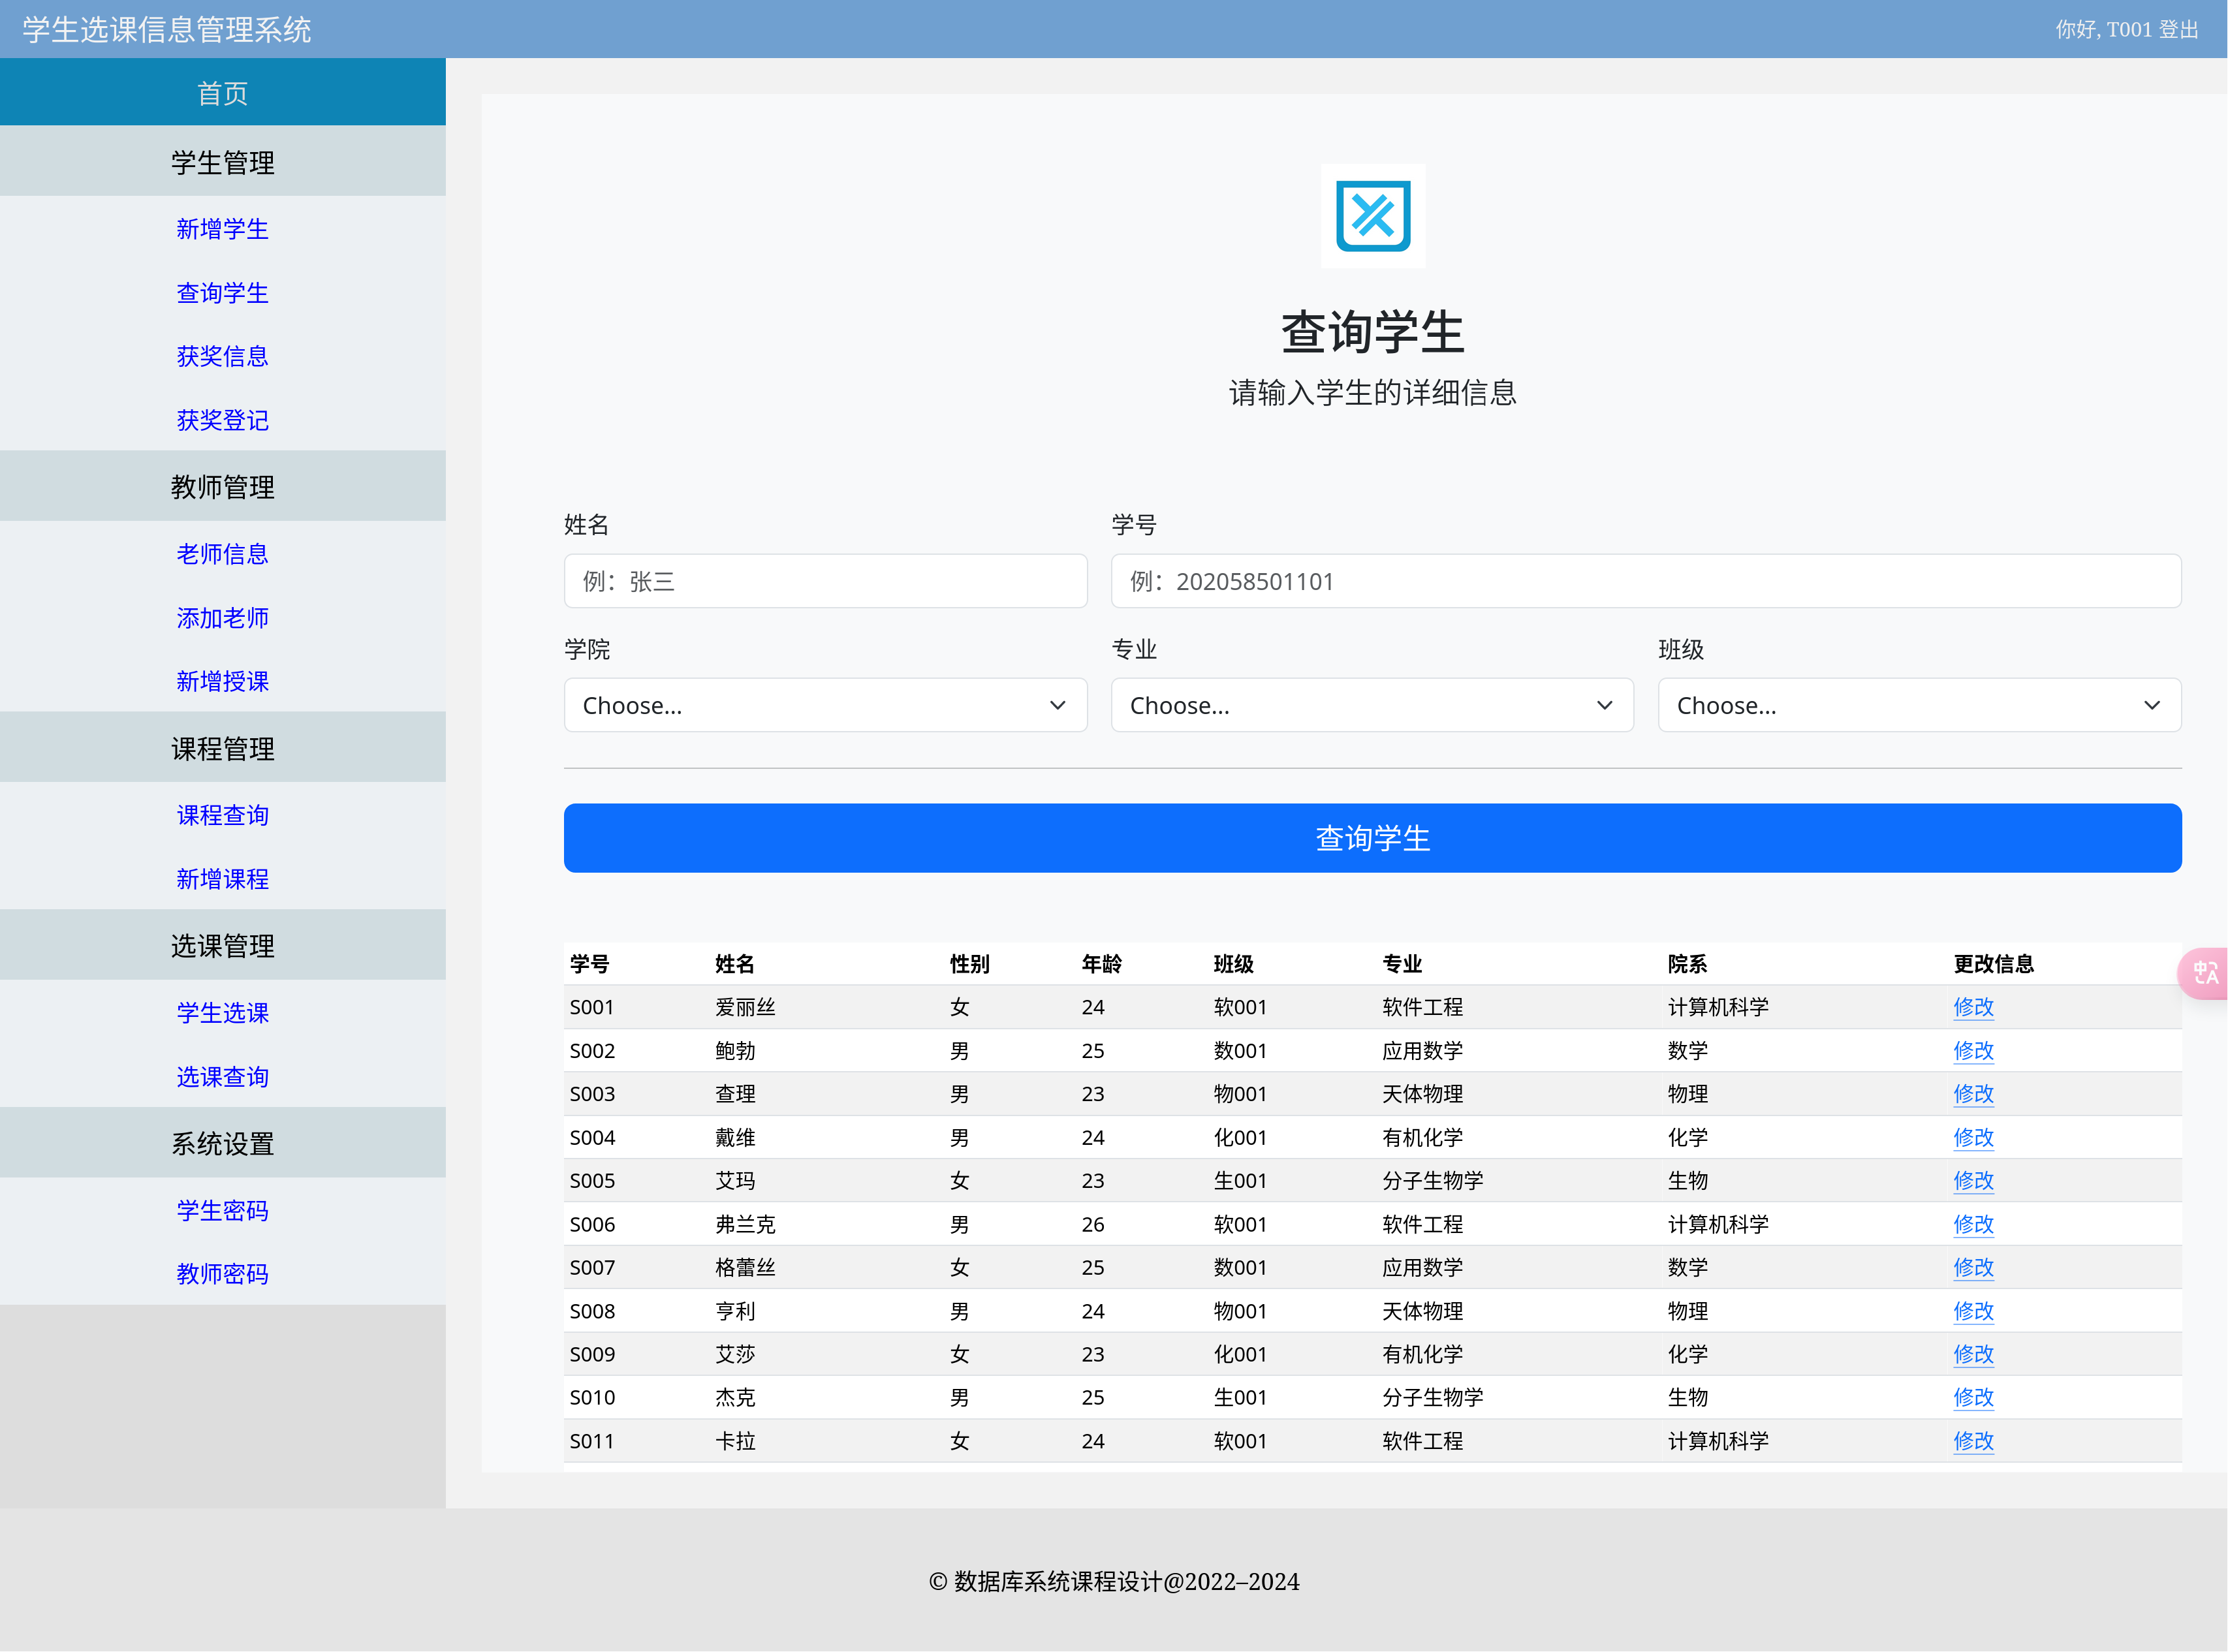 学生选课信息管理系统
你好, T001 登出
首页
学生管理
新增学生
查询学生
获奖信息
获奖登记
教师管理
老师信息
添加老师
新增授课
课程管理
课程查询
新增课程
选课管理
学生选课
选课查询
系统设置
学生密码
教师密码
查询学生
请输入学生的详细信息
姓名 学号
例：张三 例：202058501101
学院 专业 班级
Choose... Choose... Choose...
查询学生
学号 姓名 性别 年龄 班级 专业 院系 更改信息
S001 爱丽丝 女 24 软001 软件工程 计算机科学 修改
S002 鲍勃 男 25 数001 应用数学 数学 修改
S003 查理 男 23 物001 天体物理 物理 修改
S004 戴维 男 24 化001 有机化学 化学 修改
S005 艾玛 女 23 生001 分子生物学 生物 修改
S006 弗兰克 男 26 软001 软件工程 计算机科学 修改
S007 格蕾丝 女 25 数001 应用数学 数学 修改
S008 亨利 男 24 物001 天体物理 物理 修改
S009 艾莎 女 23 化001 有机化学 化学 修改
S010 杰克 男 25 生001 分子生物学 生物 修改
S011 卡拉 女 24 软001 软件工程 计算机科学 修改
中A
© 数据库系统课程设计@2022–2024